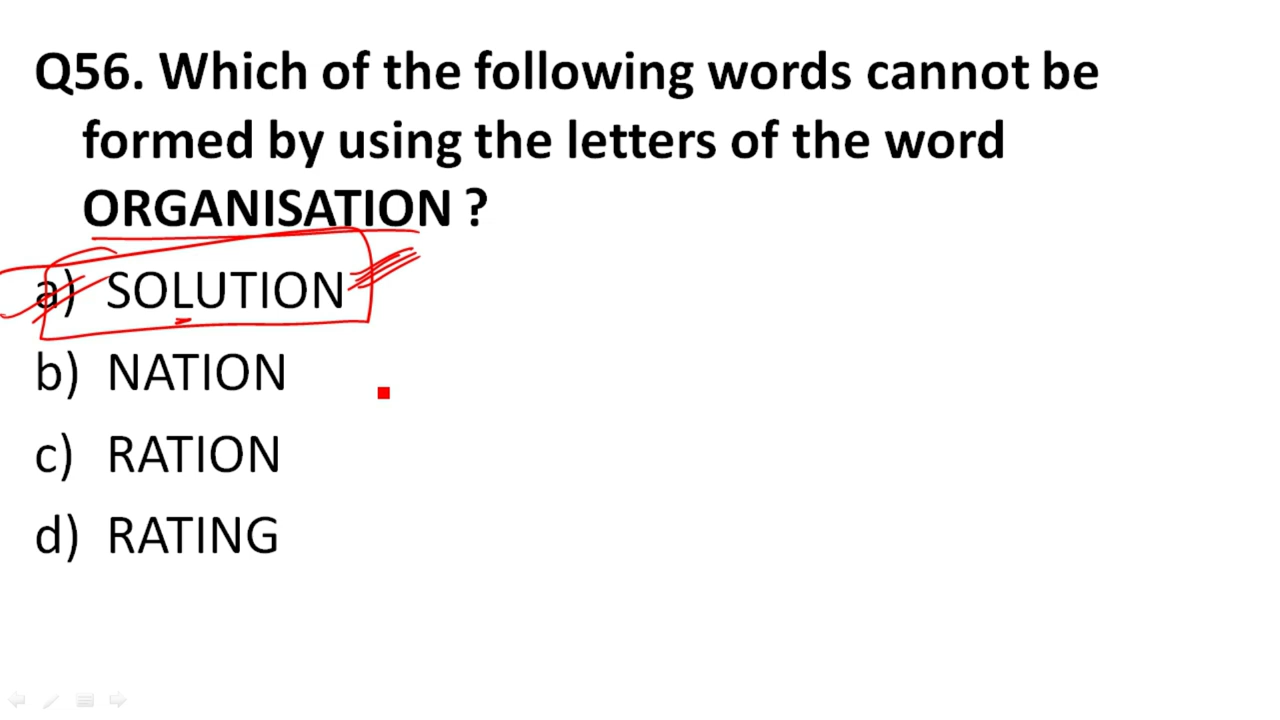 Q56. Which of the following words cannot be
formed by using the letters of the word
ORGANISATION ?
a) SOLUTION
b) NATION
c) RATION
d) RATING